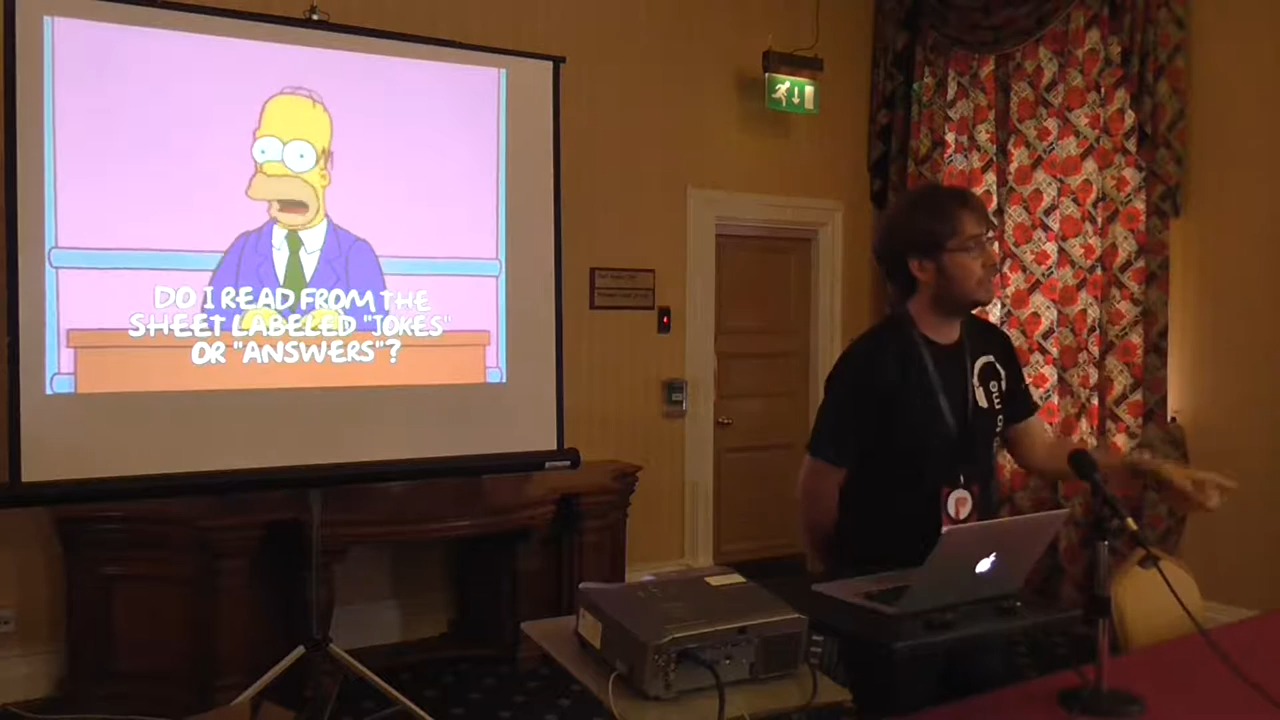 DO I READ FROM THE
SHEET LABELED "JOKES"
OR "ANSWERS"?